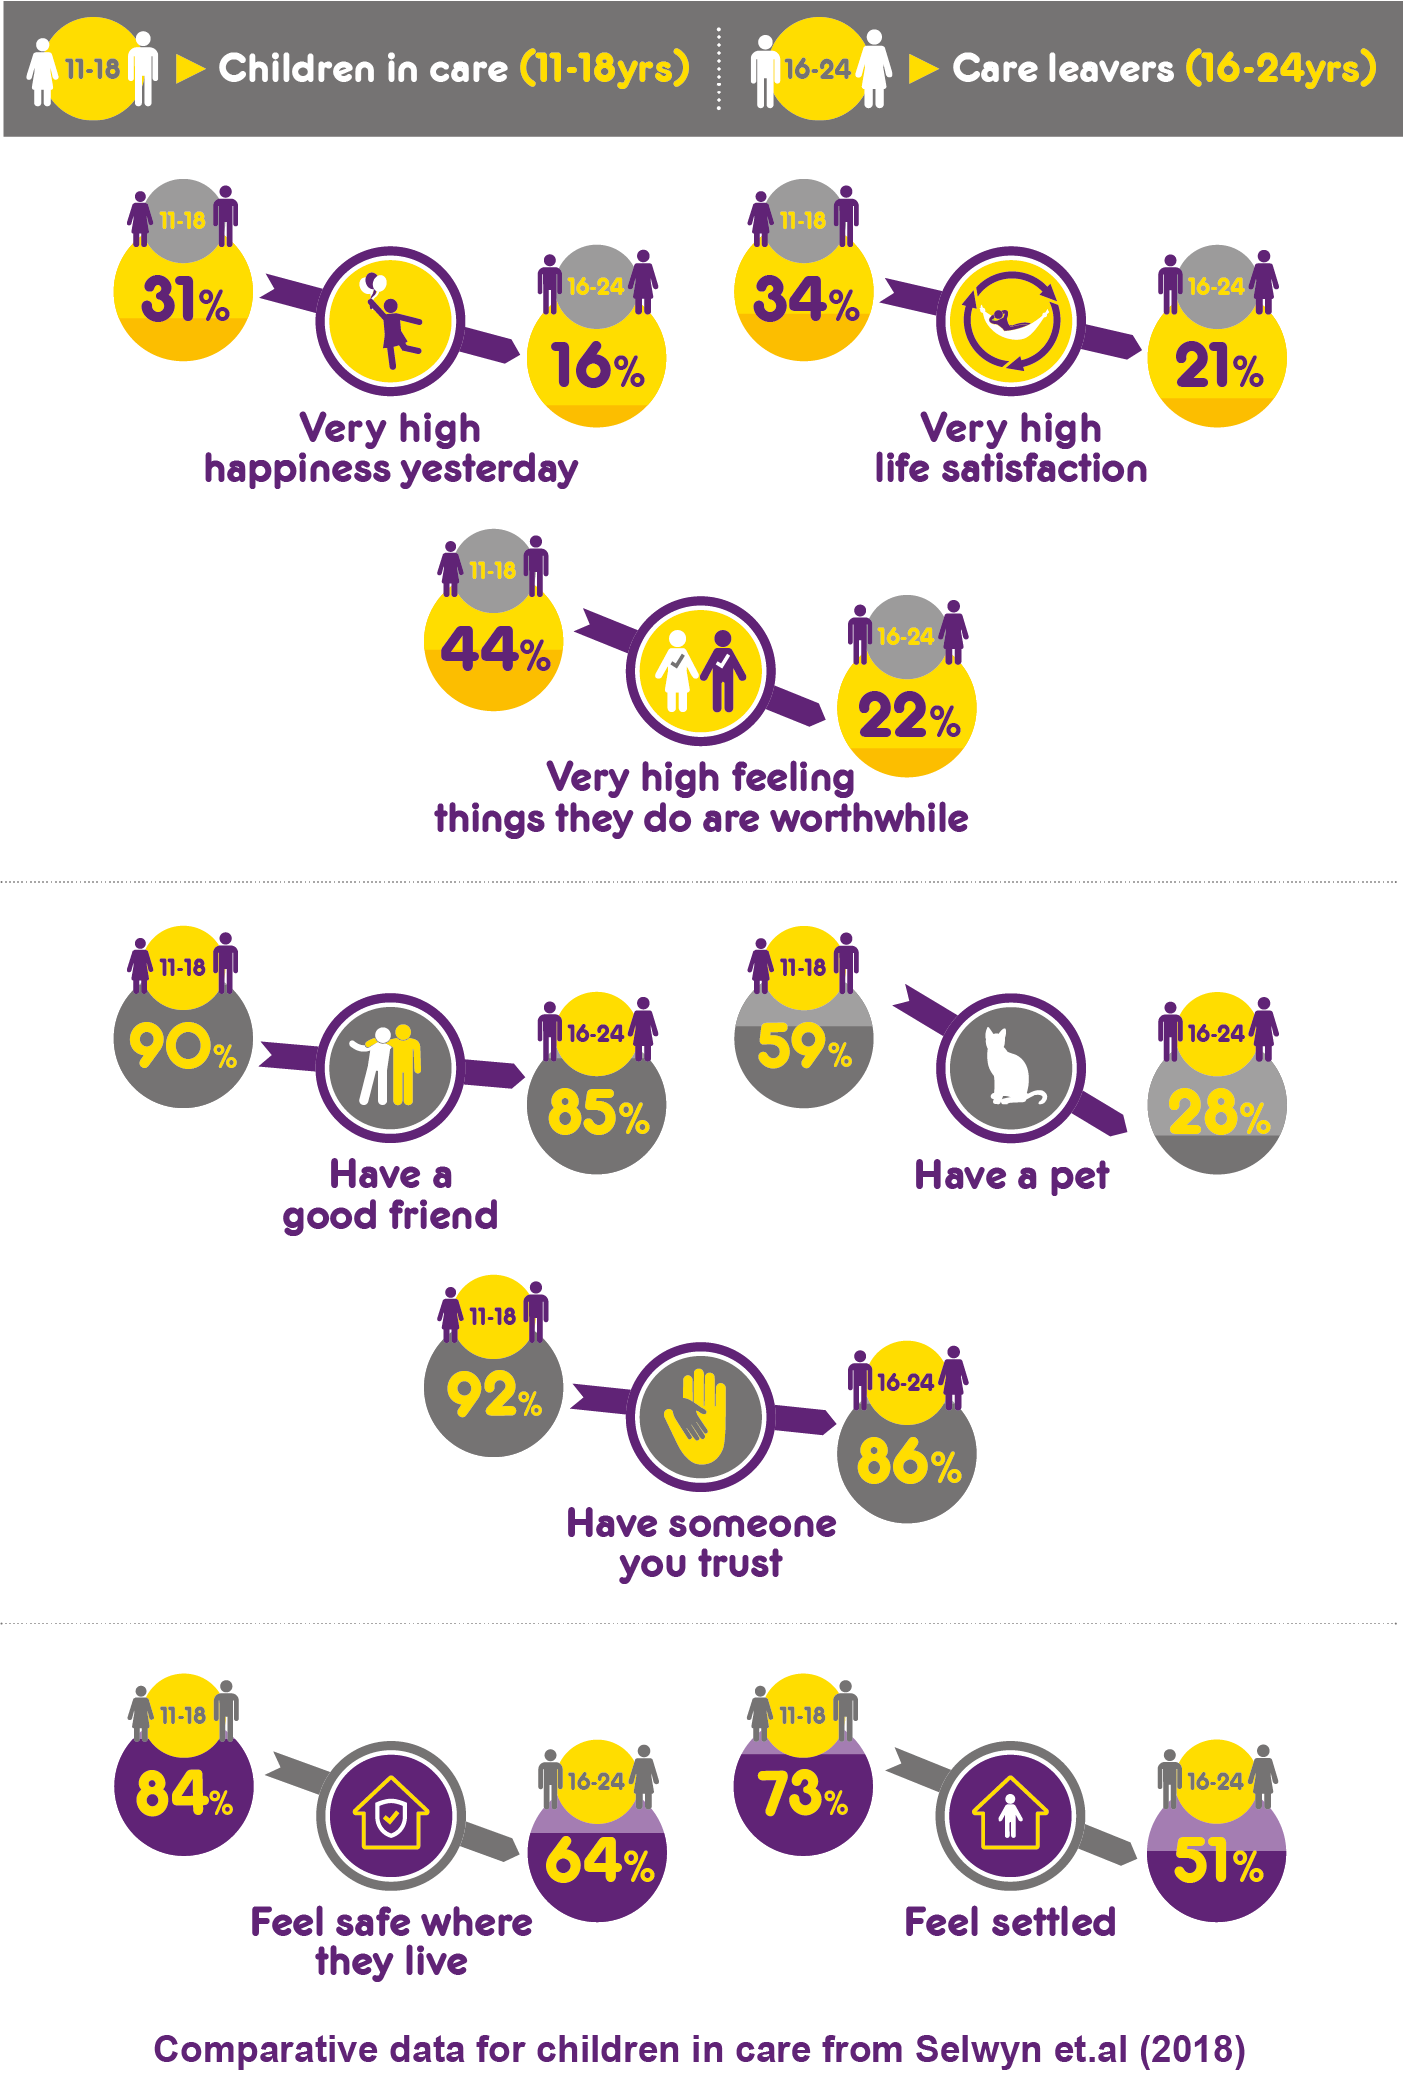 11-18
Children in care (11-18yrs)
16-24
Care leavers (16-24yrs)
11-18
31%
16-24
16%
Very high
happiness yesterday
11-18
34%
16-24
21%
Very high
life satisfaction
11-18
44%
16-24
22%
Very high feeling
things they do are worthwhile
11-18
90%
16-24
85%
Have a
good friend
11-18
59%
16-24
28%
Have a pet
11-18
92%
16-24
86%
Have someone
you trust
11-18
84%
16-24
64%
Feel safe where
they live
11-18
73%
16-24
51%
Feel settled
Comparative data for children in care from Selwyn et.al (2018)